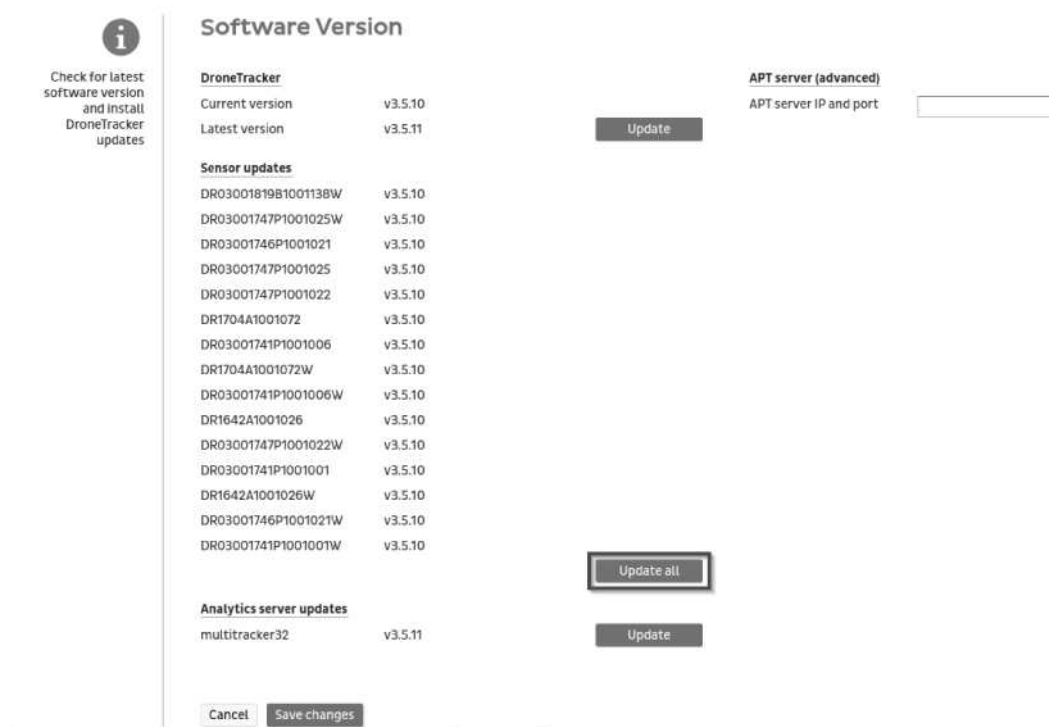 Software Version
Check for latest
software version
and install
DroneTracker
updates
DroneTracker
Current version v3.5.10
Latest version v3.5.11 Update
APT server (advanced)
APT server IP and port
Sensor updates
DR03001819B1001138W v3.5.10
DR03001747P1001025W v3.5.10
DR03001746P1001021 v3.5.10
DR03001747P1001025 v3.5.10
DR03001747P1001022 v3.5.10
DR1704A1001072 v3.5.10
DR03001741P1001006 v3.5.10
DR1704A1001072W v3.5.10
DR03001741P1001006W v3.5.10
DR1642A1001026 v3.5.10
DR03001747P1001022W v3.5.10
DR03001741P1001001 v3.5.10
DR1642A1001026W v3.5.10
DR03001746P1001021W v3.5.10
DR03001741P1001001W v3.5.10
Update all
Analytics server updates
multitracker32 v3.5.11 Update
Cancel Save changes